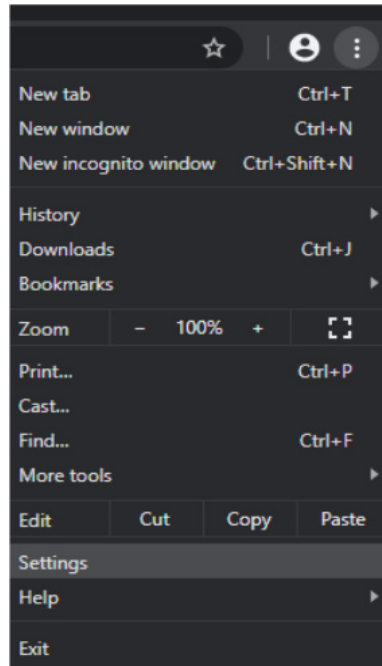 New tab Ctrl+T
New window Ctrl+N
New incognito window Ctrl+Shift+N
History
Downloads Ctrl+J
Bookmarks
Zoom - 100% +
Print... Ctrl+P
Cast...
Find... Ctrl+F
More tools
Edit Cut Copy Paste
Settings
Help
Exit